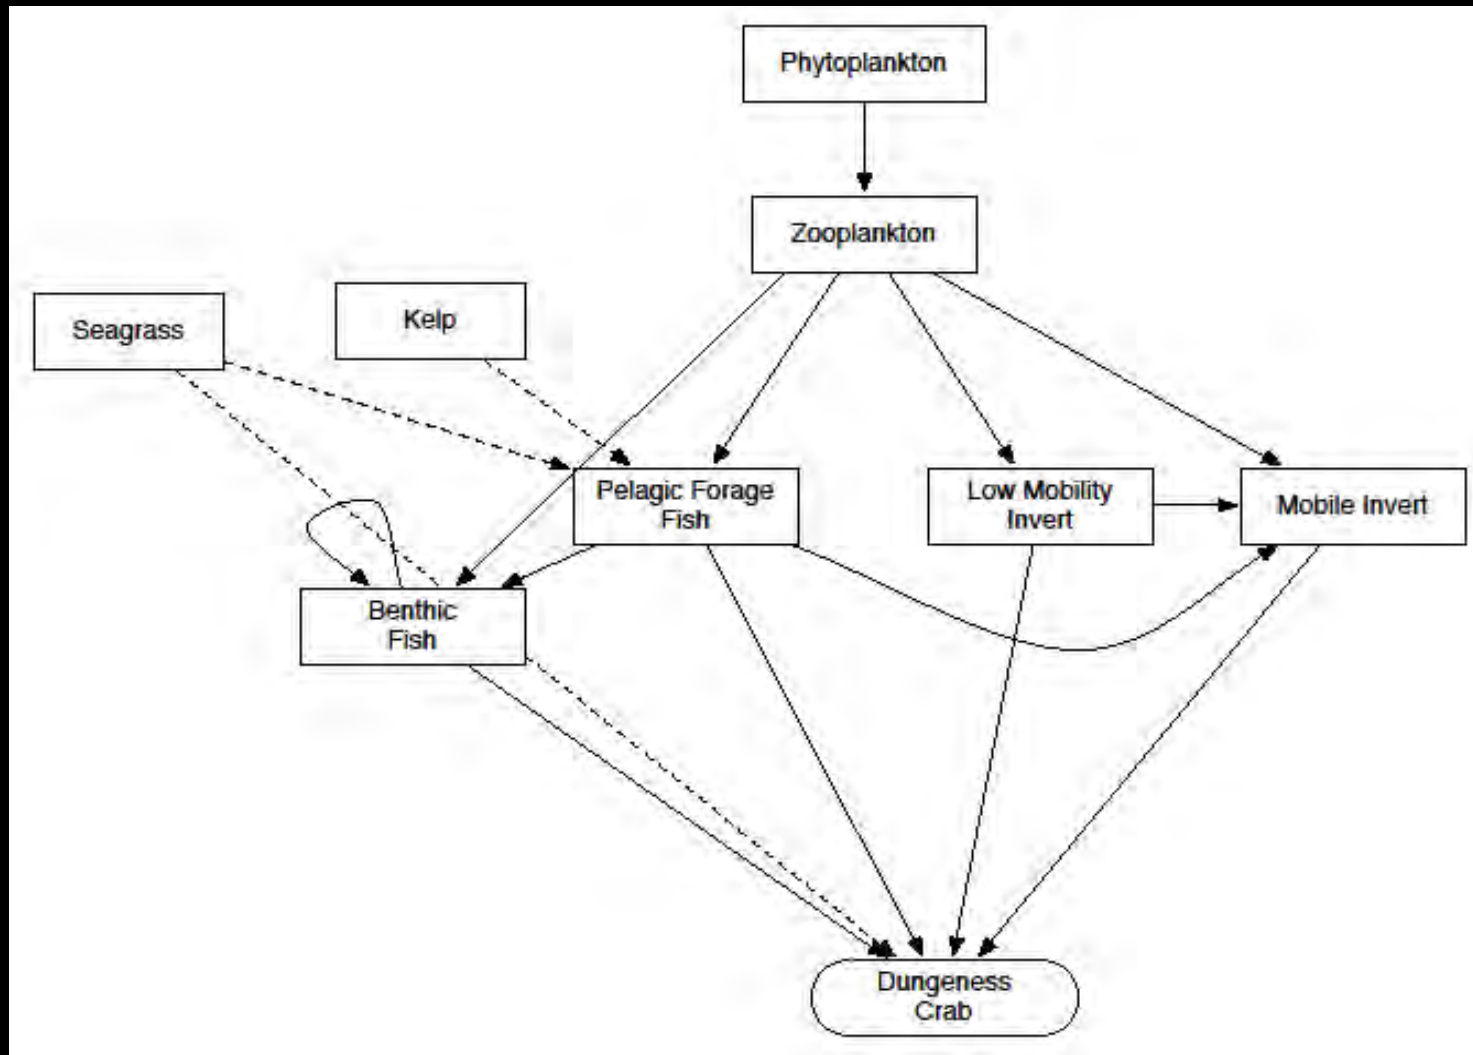 Phytoplankton
Zooplankton
Seagrass
Kelp
Pelagic Forage
Fish
Low Mobility
Invert
Mobile Invert
Benthic
Fish
Dungeness
Crab